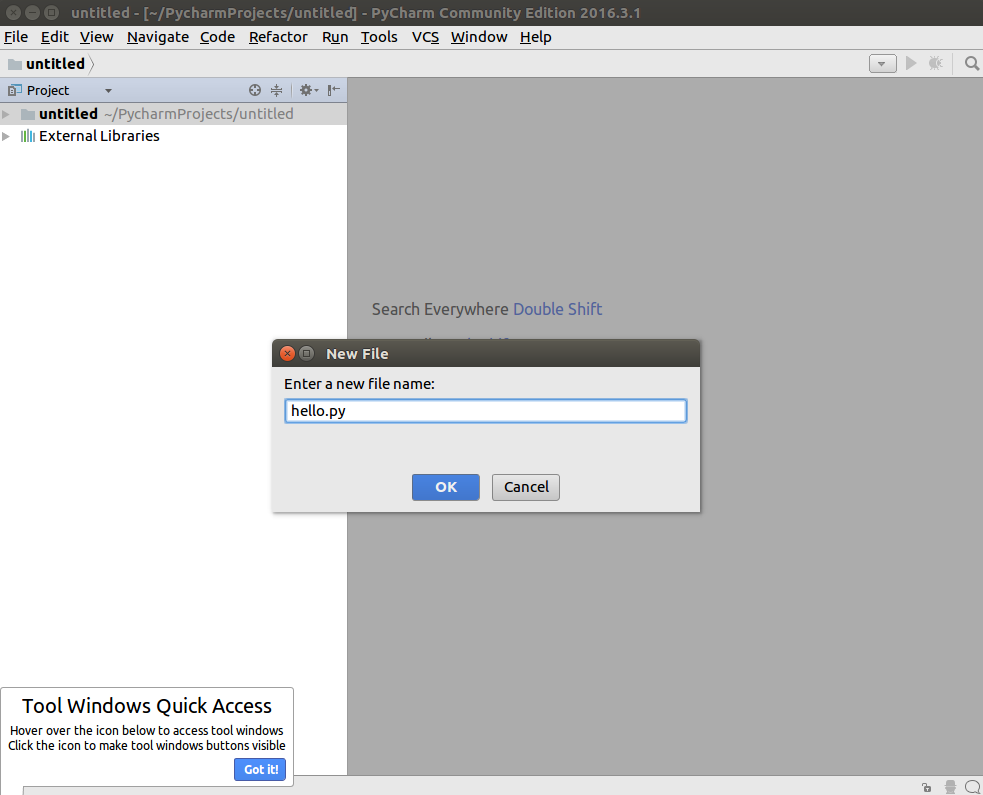 untitled - [~/PycharmProjects/untitled] - PyCharm Community Edition 2016.3.1
File Edit View Navigate Code Refactor Run Tools VCS Window Help
untitled
Project
untitled ~/PycharmProjects/untitled
External Libraries
Search Everywhere Double Shift
New File
Enter a new file name:
hello.py
OK Cancel
Tool Windows Quick Access
Hover over the icon below to access tool windows
Click the icon to make tool windows buttons visible
Got it!